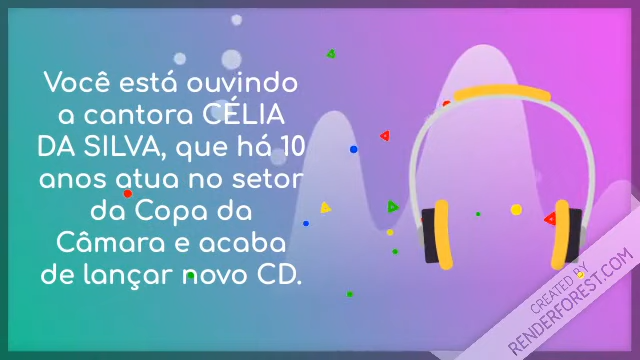 Você está ouvindo
a cantora CÉLIA
DA SILVA, que há 10
anos atua no setor
da Copa da
Câmara e acaba
de lançar novo CD.
CREATED BY
RENDERFOREST.COM